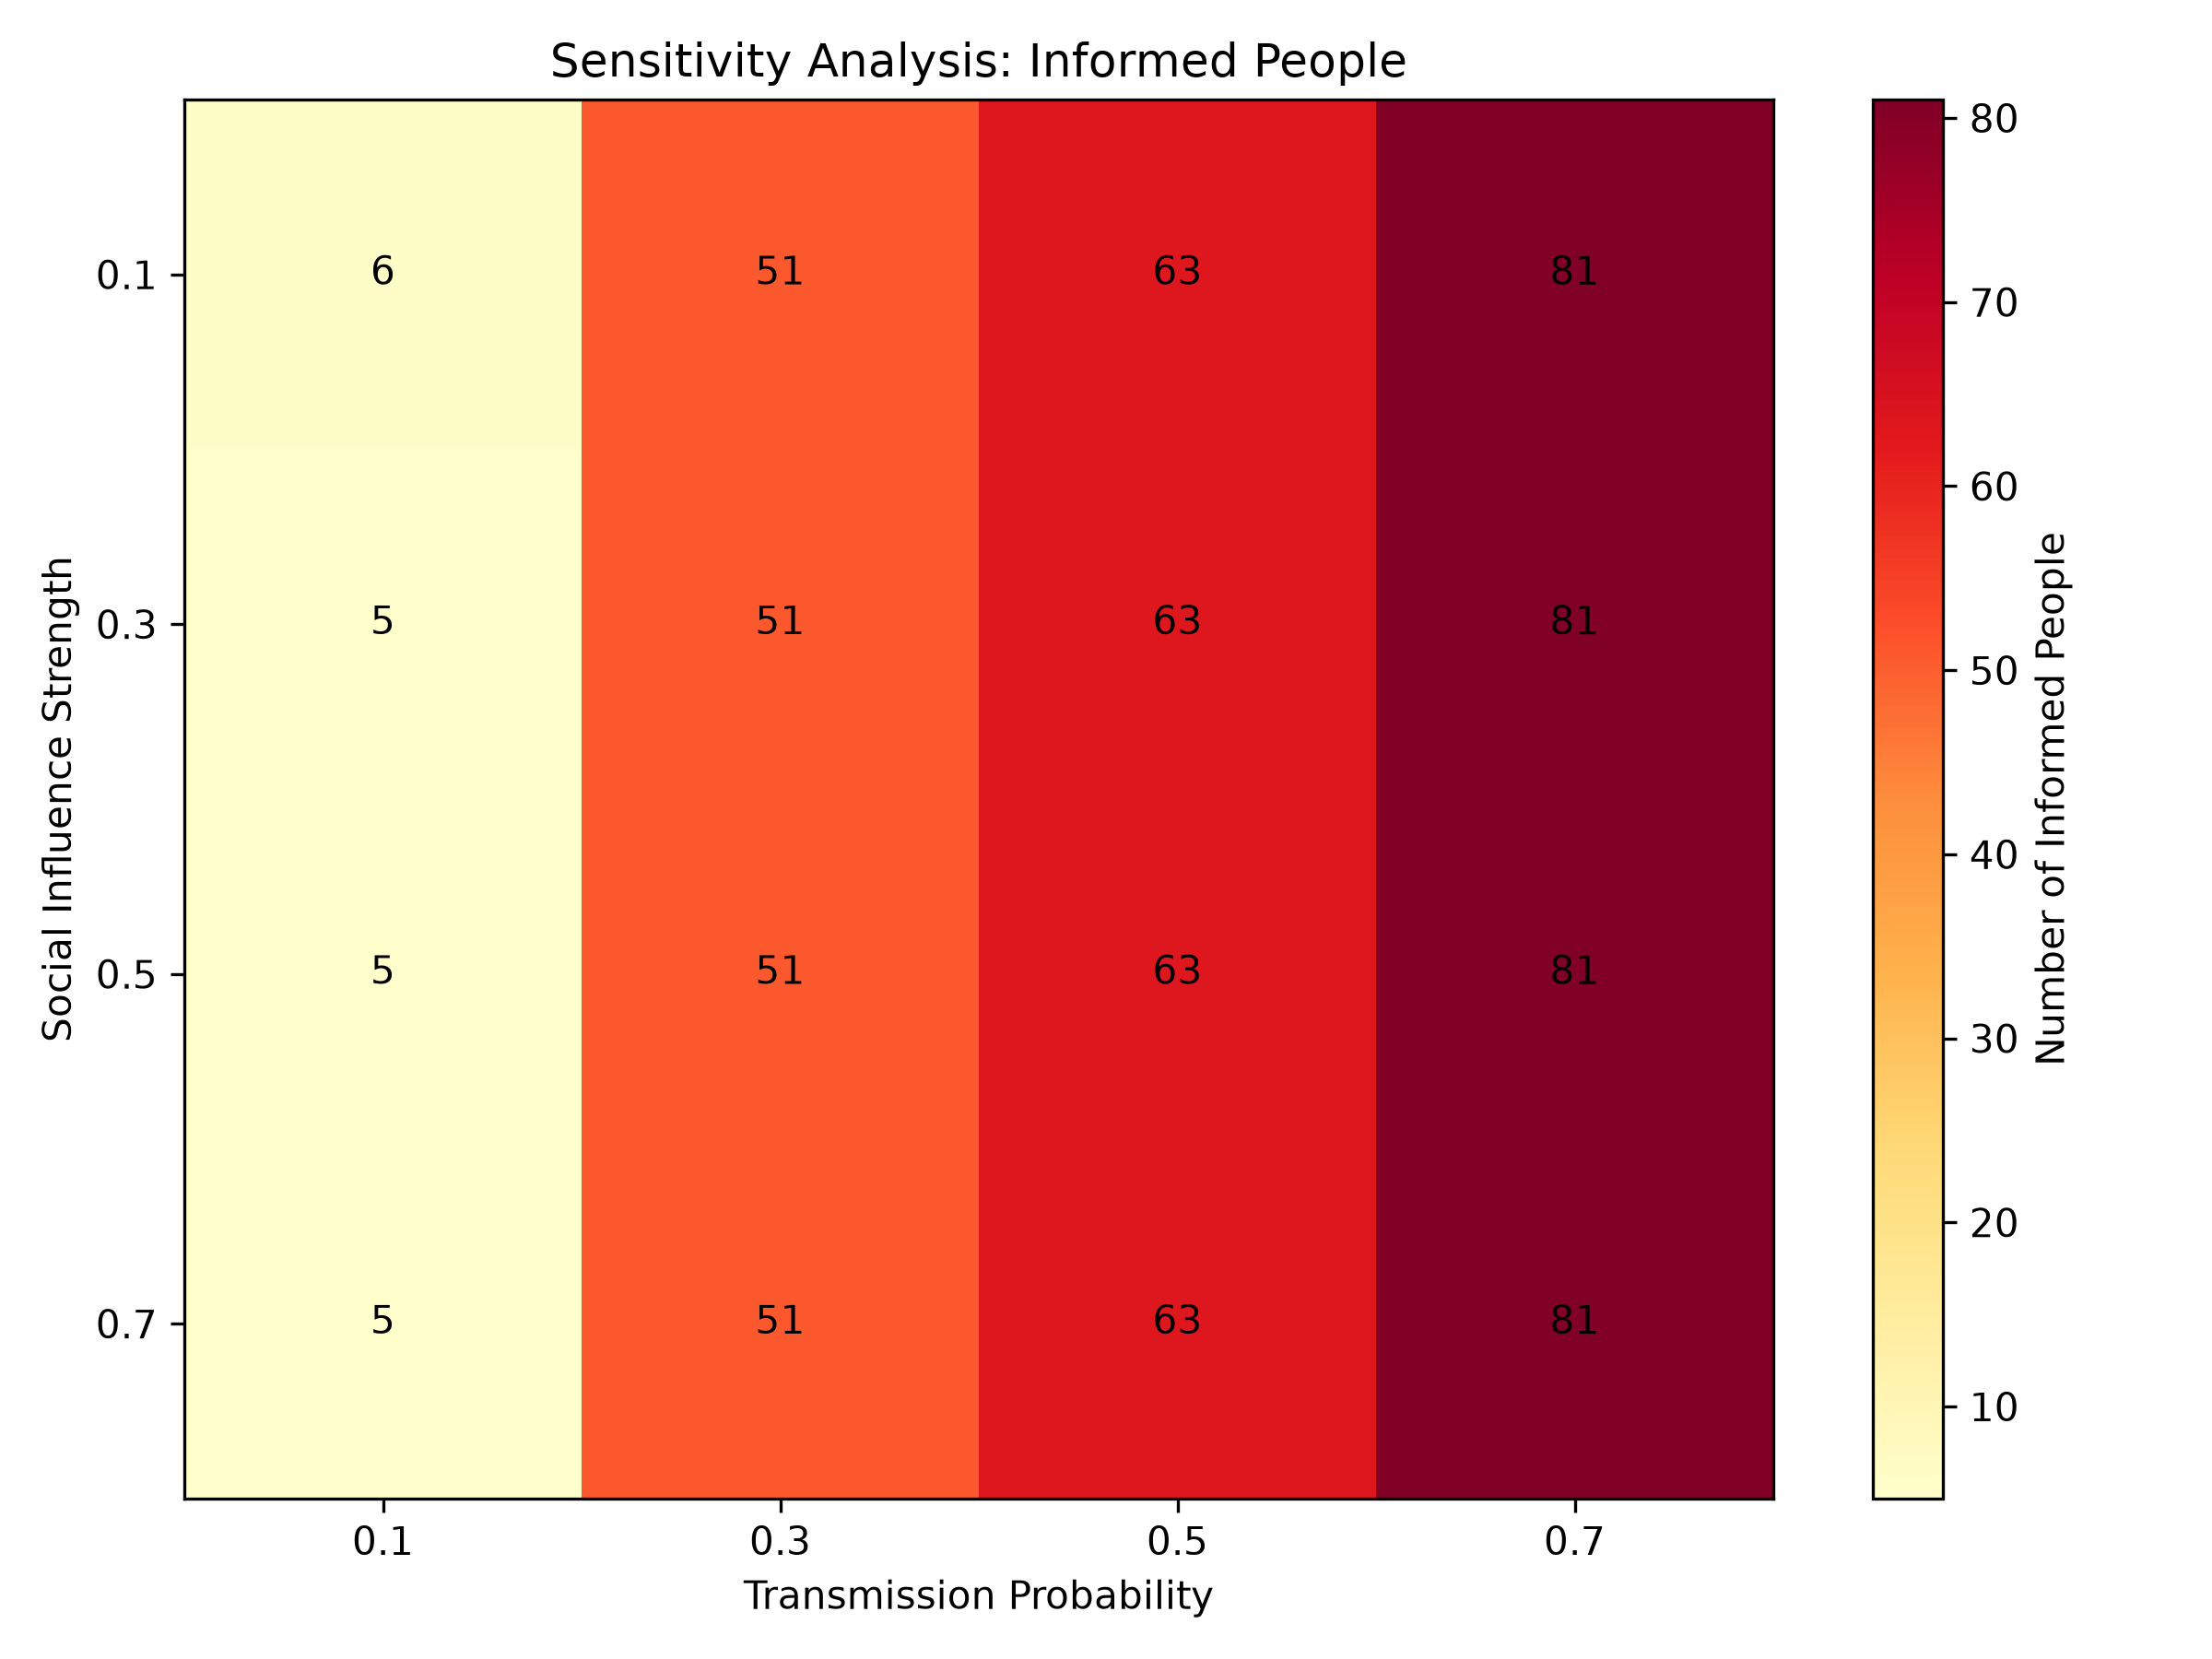 Sensitivity Analysis: Informed People
Social Influence Strength
0.1
6 51 63 81
0.3
5 51 63 81
0.5
5 51 63 81
0.7
5 51 63 81
0.1 0.3 0.5 0.7
Transmission Probability
80
70
60
50
40
30
20
10
Number of Informed People